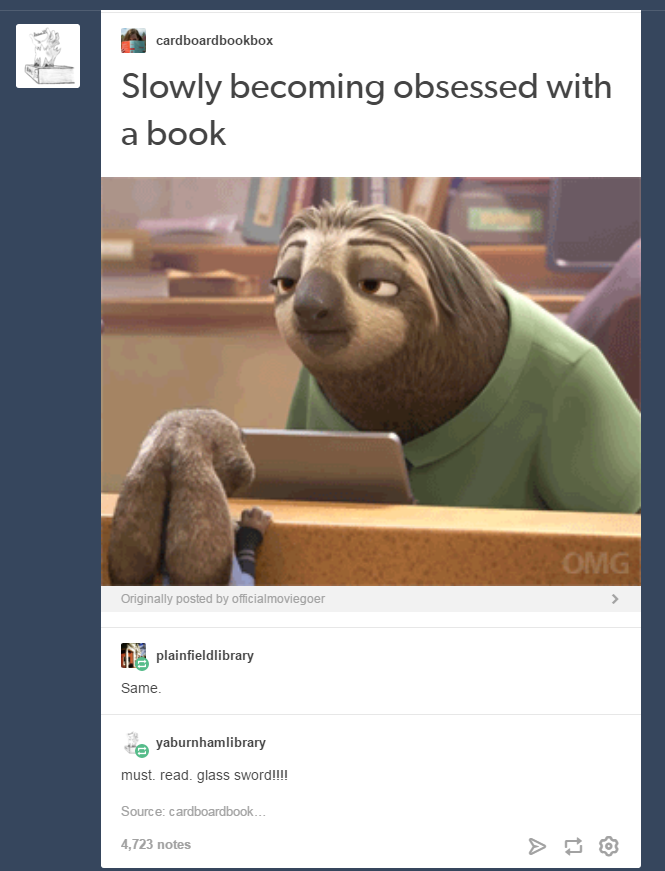 cardboardbookbox
Slowly becoming obsessed with
a book
OMG
Originally posted by officialmoviegoer
plainfieldlibrary
Same.
yaburnhamlibrary
must. read. glass sword!!!!
Source: cardboardbook…
4,723 notes